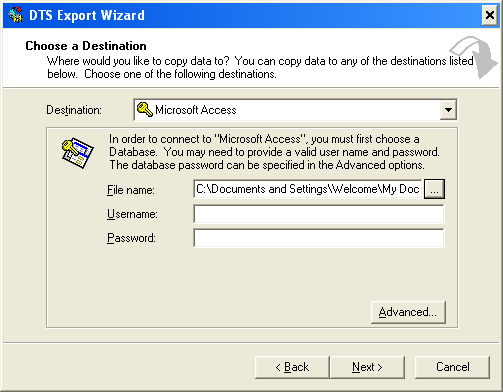 DTS Export Wizard
Choose a Destination
Where would you like to copy data to? You can copy data to any of the destinations listed
below. Choose one of the following destinations.
Destination:
Microsoft Access
In order to connect to "Microsoft Access", you must first choose a
Database. You may need to provide a valid user name and password.
The database password can be specified in the Advanced options.
File name:
C:\Documents and Settings\Welcome\My Doc
...
Username:
Password:
Advanced...
< Back
Next >
Cancel